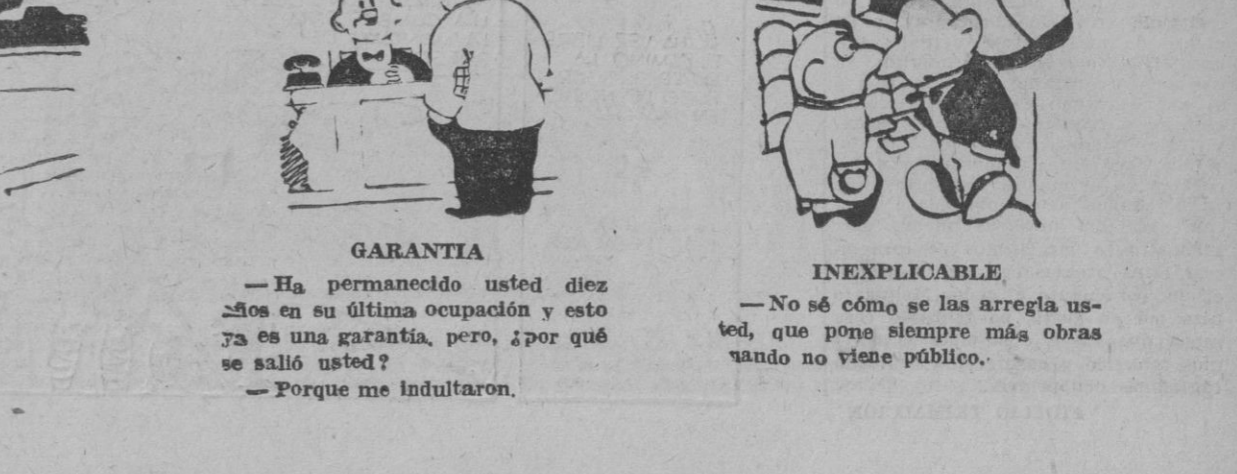 GARANTIA
— Ha permanecido usted diez
años en su última ocupación y esto
ya es una garantía, pero, ¿por qué
se salió usted?
— Porque me indultaron.
INEXPLICABLE
— No sé cómo se las arregla us-
ted, que pone siempre más obras
uando no viene público.